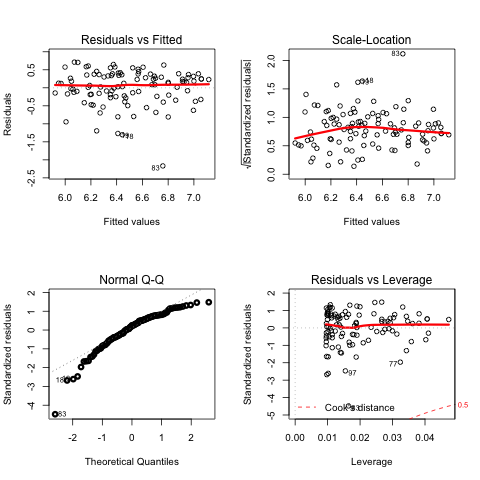 Residuals vs Fitted
Residuals
0.5
-0.5
-1.5
-2.5
83
6.0 6.2 6.4 6.6 6.8 7.0
Fitted values
Scale-Location
√|Standardized residuals|
0.0 0.5 1.0 1.5 2.0
83
6.0 6.2 6.4 6.6 6.8 7.0
Fitted values
Normal Q-Q
Standardized residuals
-4 -3 -2 -1 0 1 2
83
-2 -1 0 1 2
Theoretical Quantiles
Residuals vs Leverage
Standardized residuals
-5 -4 -3 -2 -1 0 1 2
97
77
Cook's distance
0.5
0.00 0.01 0.02 0.03 0.04
Leverage